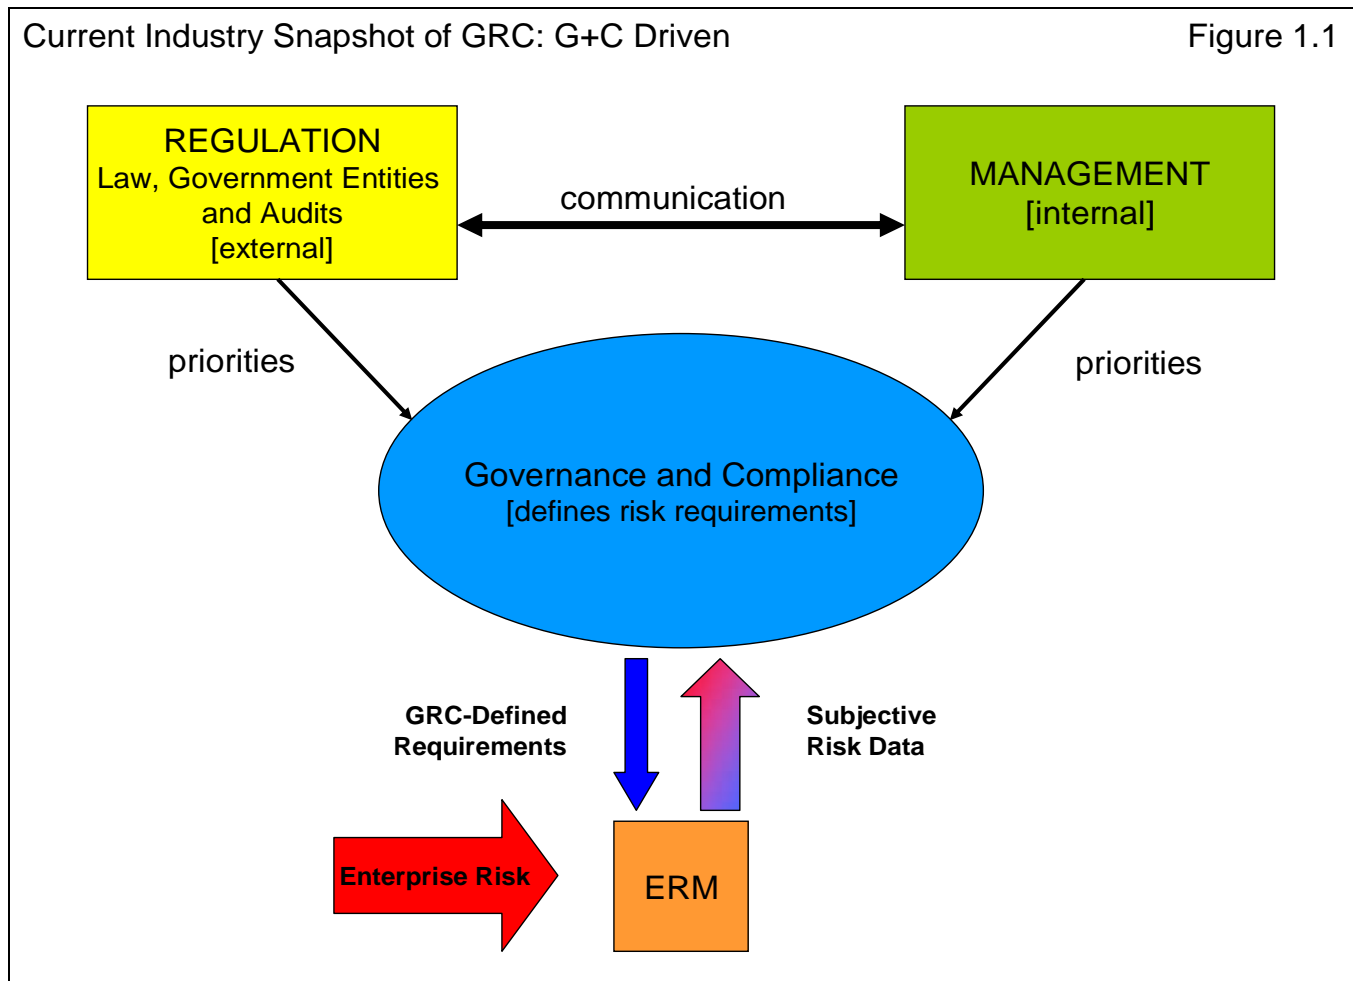 Current Industry Snapshot of GRC: G+C Driven
Figure 1.1
REGULATION
Law, Government Entities
and Audits
[external]
communication
MANAGEMENT
[internal]
priorities
priorities
Governance and Compliance
[defines risk requirements]
GRC-Defined
Requirements
Subjective
Risk Data
Enterprise Risk
ERM